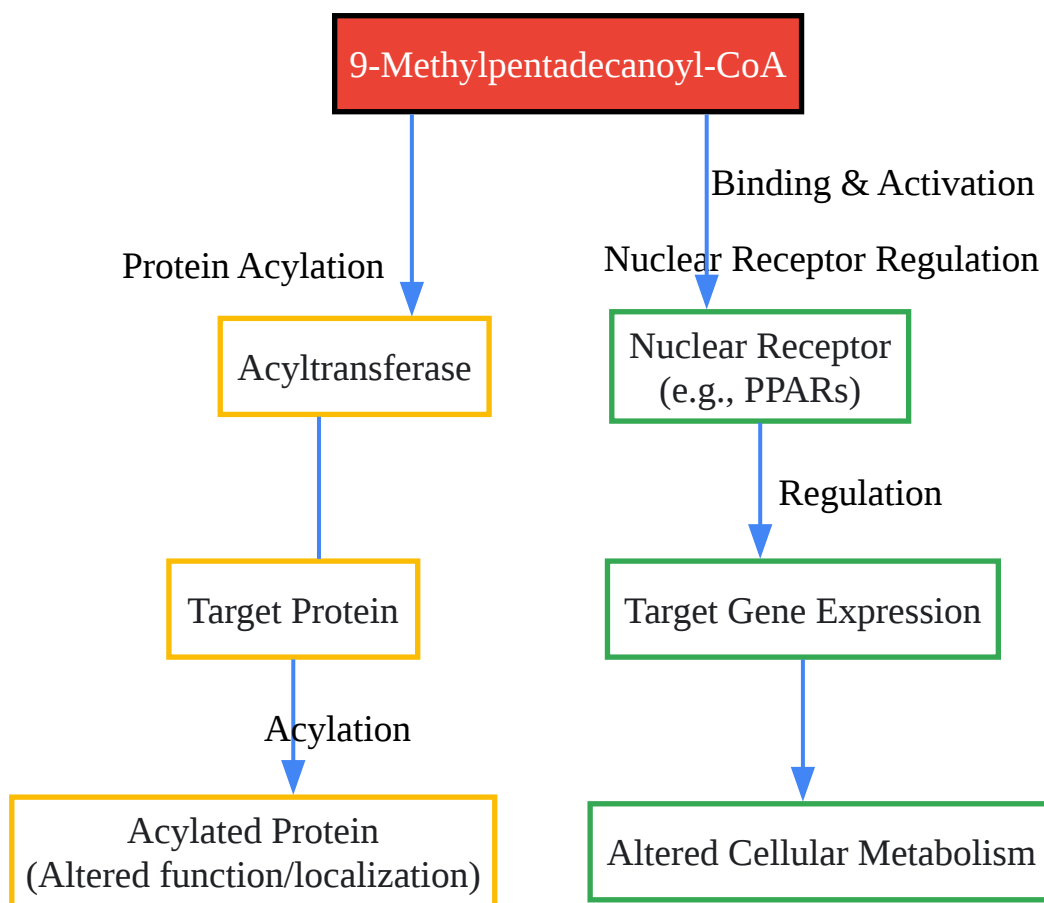 9-Methylpentadecanoyl-CoA
Binding & Activation
Protein Acylation
Nuclear Receptor Regulation
Acyltransferase
Nuclear Receptor
(e.g., PPARs)
Regulation
Target Protein
Target Gene Expression
Acylation
Acylated Protein
(Altered function/localization)
Altered Cellular Metabolism